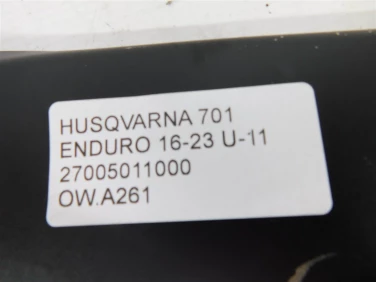 HUSQVARNA 701
ENDURO 16-23 U-11
27005011000
OW.A261